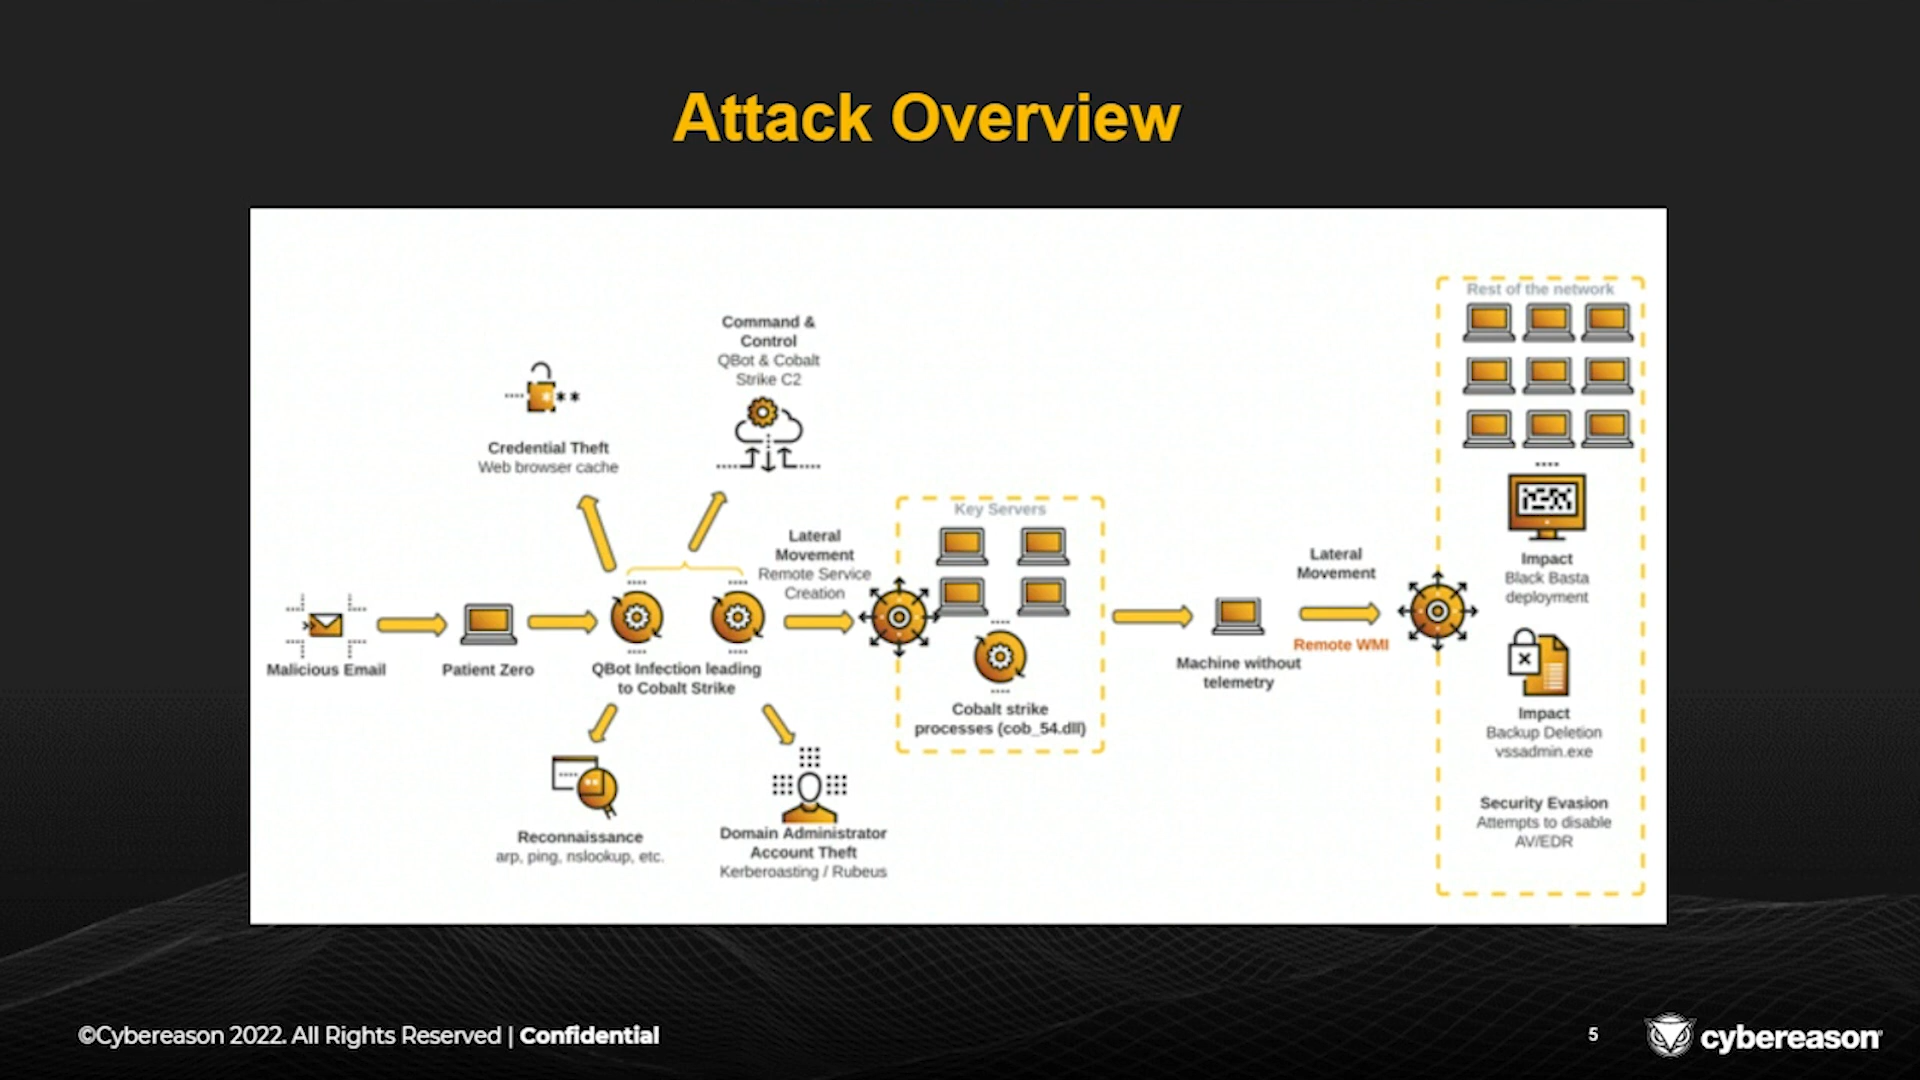 Attack Overview
Rest of the network
Command &
Control
QBot & Cobalt
Strike C2
Credential Theft
Web browser cache
Key Servers
Lateral
Movement
Remote Service
Creation
Lateral
Movement
Impact
Black Basta
deployment
Malicious Email
Patient Zero
QBot Infection leading
to Cobalt Strike
Remote WMI
Machine without
telemetry
Cobalt strike
processes (cob_54.dll)
Impact
Backup Deletion
vssadmin.exe
Security Evasion
Attempts to disable
AV/EDR
Reconnaissance
arp, ping, nslookup, etc.
Domain Administrator
Account Theft
Kerberoasting / Rubeus
©Cybereason 2022. All Rights Reserved | Confidential
5
cybereason